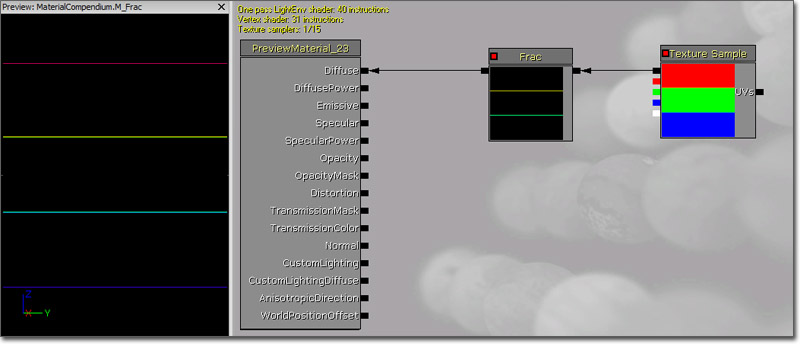 Preview: MaterialCompendium.M_Frac
One pass LightEnv shader: 40 instructions
Vertex shader: 31 instructions
Texture samplers: 1/15
PreviewMaterial_23
Diffuse
DiffusePower
Emissive
Specular
SpecularPower
Opacity
OpacityMask
Distortion
TransmissionMask
TransmissionColor
Normal
CustomLighting
CustomLightingDiffuse
AnisotropicDirection
WorldPositionOffset
Frac
Texture Sample
UVs
Z
X
Y